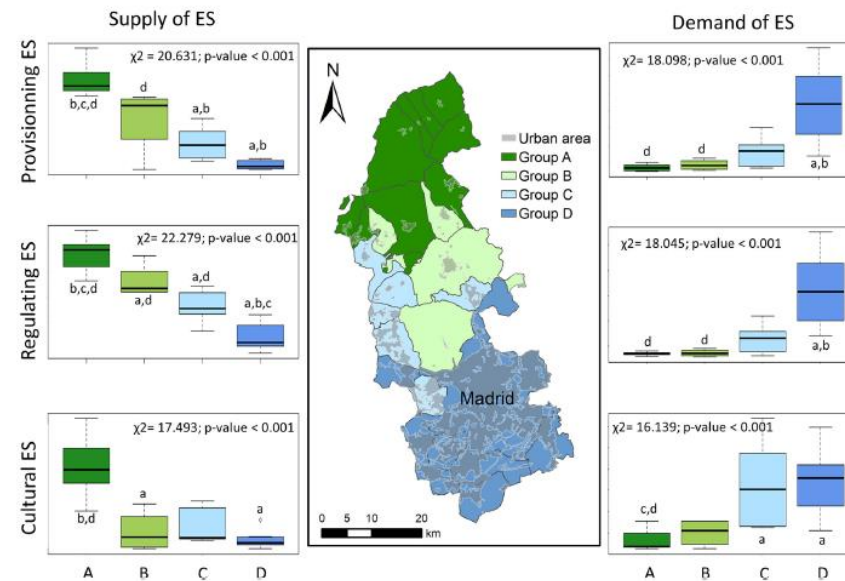 Supply of ES
Demand of ES
Provisionning ES
χ2 = 20.631; p-value < 0.001
b,c,d
d
a,b
a,b
Regulating ES
χ2= 22.279; p-value < 0.001
b,c,d
a,d
a,d
a,b,c
Cultural ES
χ2= 17.493; p-value < 0.001
b,d
a
a
A B C D
N
Urban area
Group A
Group B
Group C
Group D
Madrid
0 5 10 20
km
χ2= 18.098; p-value < 0.001
d
d
a,b
χ2= 18.045; p-value < 0.001
d
d
a,b
χ2= 16.139; p-value < 0.001
c,d
a
a
A B C D